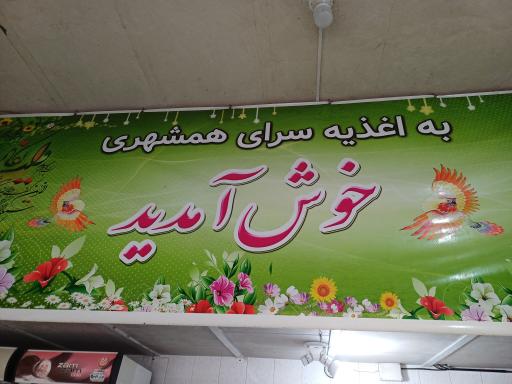 به اغذیه سرای همشهری
خوش آمدید